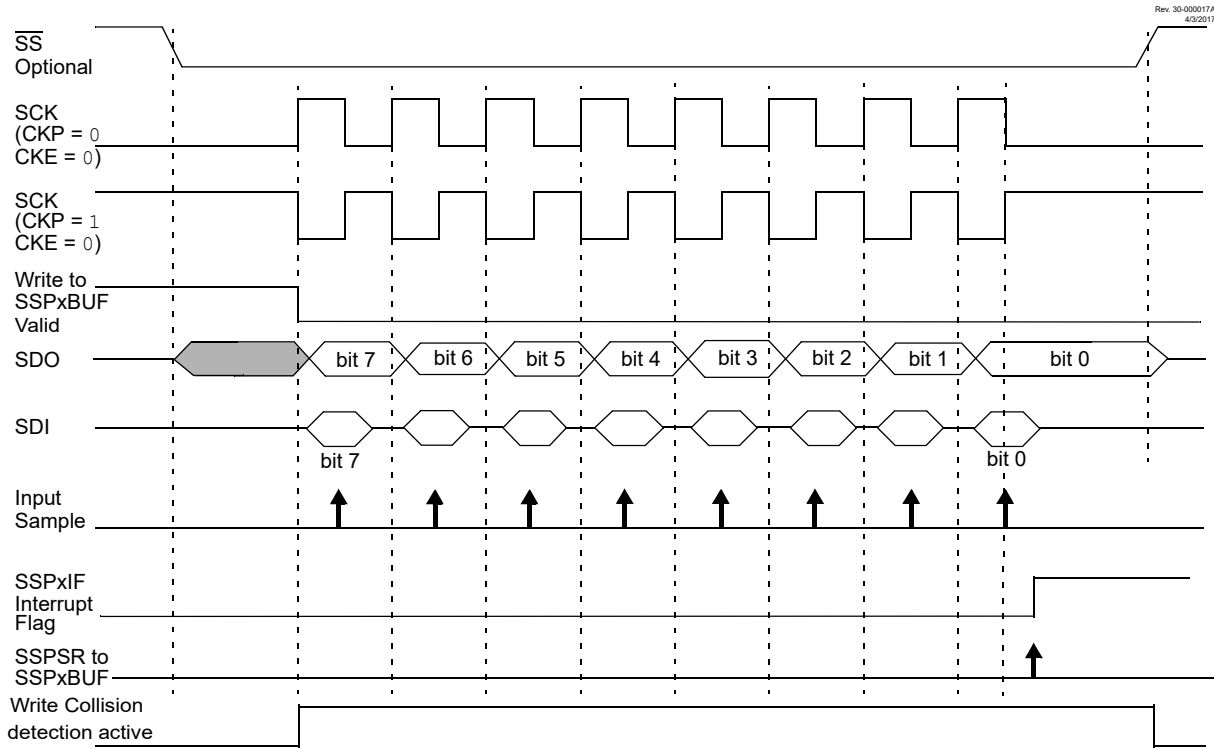 Rev. 30-000017A
4/3/2017
SS
Optional
SCK
(CKP = 0
CKE = 0)
SCK
(CKP = 1
CKE = 0)
Write to
SSPxBUF
Valid
SDO
bit 7 bit 6 bit 5 bit 4 bit 3 bit 2 bit 1 bit 0
SDI
bit 7 bit 0
Input
Sample
SSPxIF
Interrupt
Flag
SSPSR to
SSPxBUF
Write Collision
detection active